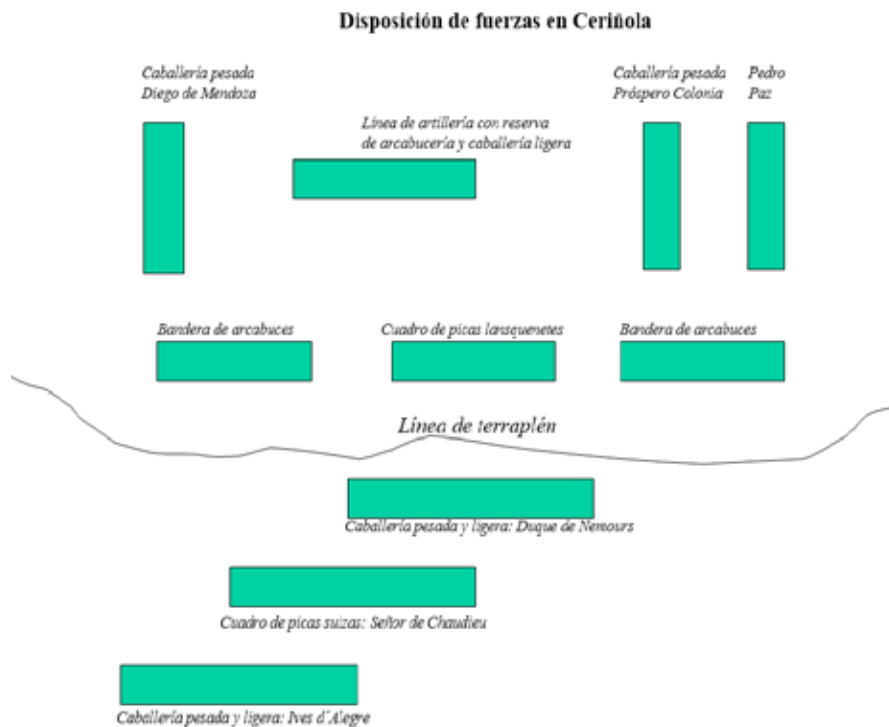 Disposición de fuerzas en Ceriñola
Caballería pesada
Diego de Mendoza
Caballería pesada
Próspero Colonia
Pedro
Paz
Línea de artillería con reserva
de arcabucería y caballería ligera
Bandera de arcabuces
Cuadro de picas lansquenetes
Bandera de arcabuces
Línea de terraplén
Caballería pesada y ligera: Duque de Nemours
Cuadro de picas suizas: Señor de Chaudieu
Caballería pesada y ligera: Ives d'Alegre